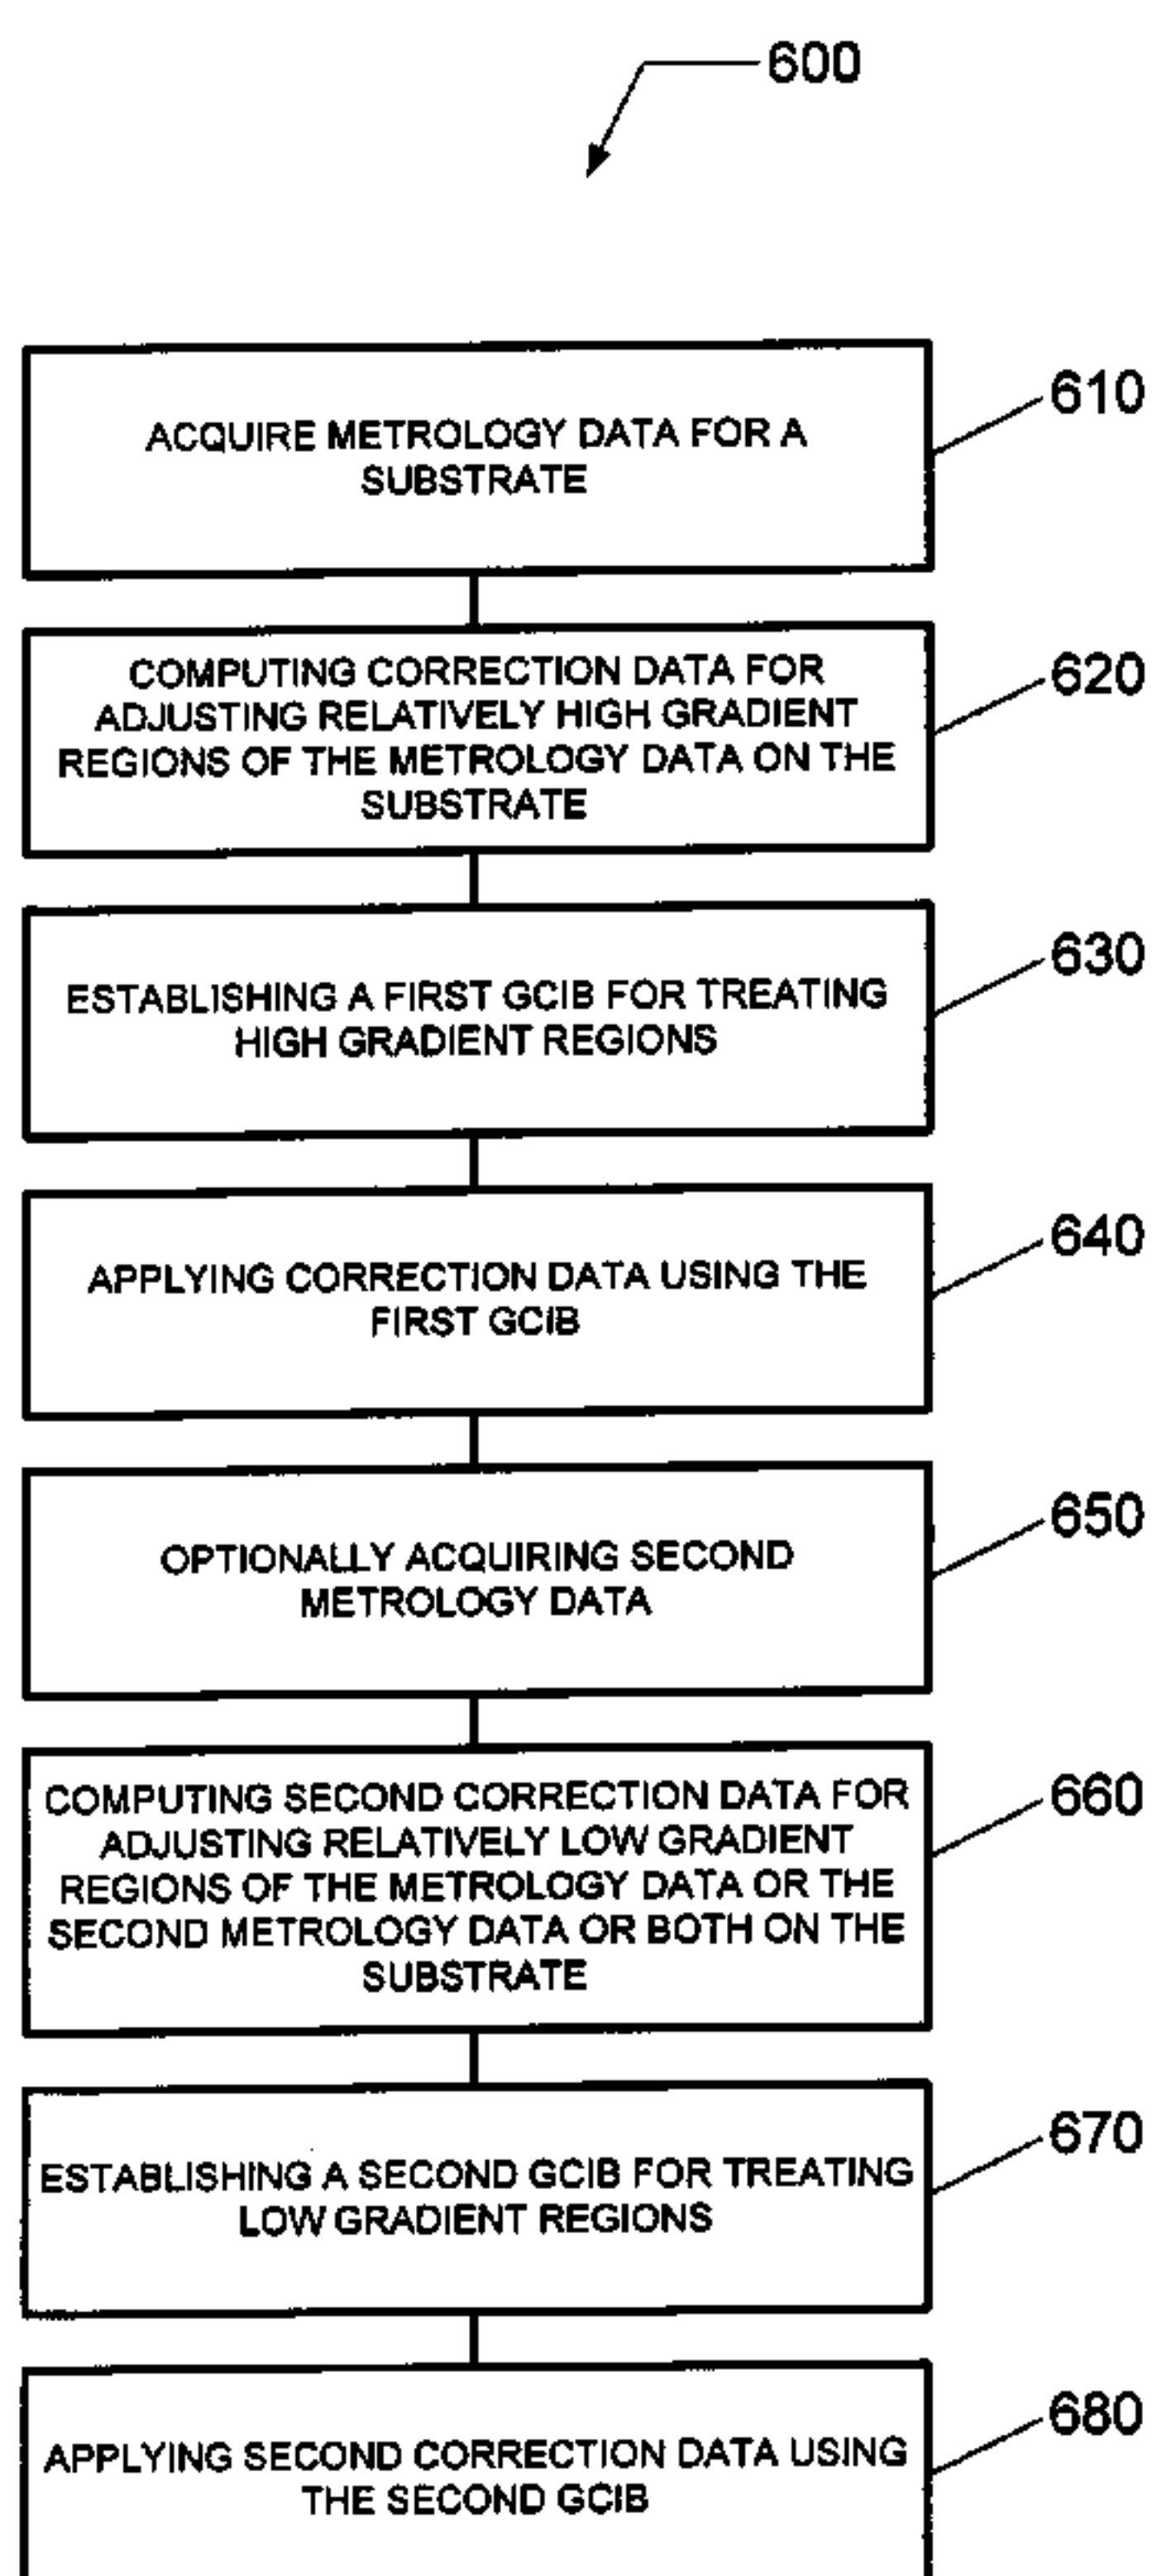 600
ACQUIRE METROLOGY DATA FOR A
SUBSTRATE
610
COMPUTING CORRECTION DATA FOR
ADJUSTING RELATIVELY HIGH GRADIENT
REGIONS OF THE METROLOGY DATA ON THE
SUBSTRATE
620
ESTABLISHING A FIRST GCIB FOR TREATING
HIGH GRADIENT REGIONS
630
APPLYING CORRECTION DATA USING THE
FIRST GCIB
640
OPTIONALLY ACQUIRING SECOND
METROLOGY DATA
650
COMPUTING SECOND CORRECTION DATA FOR
ADJUSTING RELATIVELY LOW GRADIENT
REGIONS OF THE METROLOGY DATA OR THE
SECOND METROLOGY DATA OR BOTH ON THE
SUBSTRATE
660
ESTABLISHING A SECOND GCIB FOR TREATING
LOW GRADIENT REGIONS
670
APPLYING SECOND CORRECTION DATA USING
THE SECOND GCIB
680